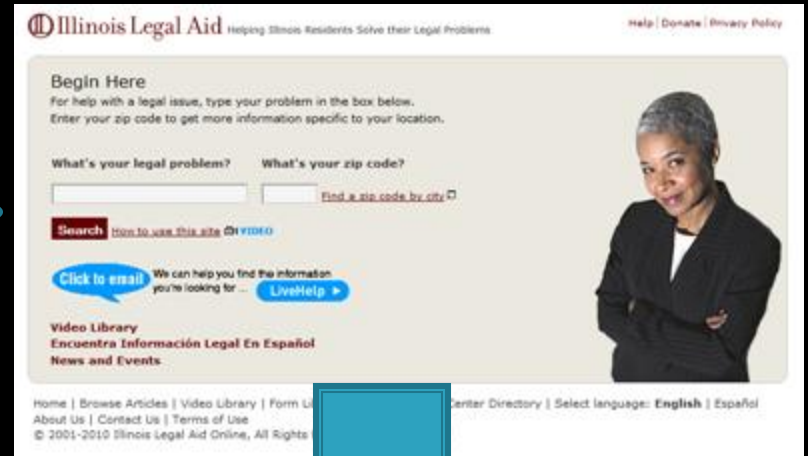 Illinois Legal Aid Helping Illinois Residents Solve their Legal Problems
Help | Donate | Privacy Policy
Begin Here
For help with a legal issue, type your problem in the box below.
Enter your zip code to get more information specific to your location.
What's your legal problem? What's your zip code?
Find a zip code by city
Search How to use this site VIDEO
Click to email We can help you find the information
you're looking for ... LiveHelp
Video Library
Encuentra Información Legal En Español
News and Events
Home | Browse Articles | Video Library | Form Center Directory | Select language: English | Español
About Us | Contact Us | Terms of Use
© 2001-2010 Illinois Legal Aid Online, All Rights